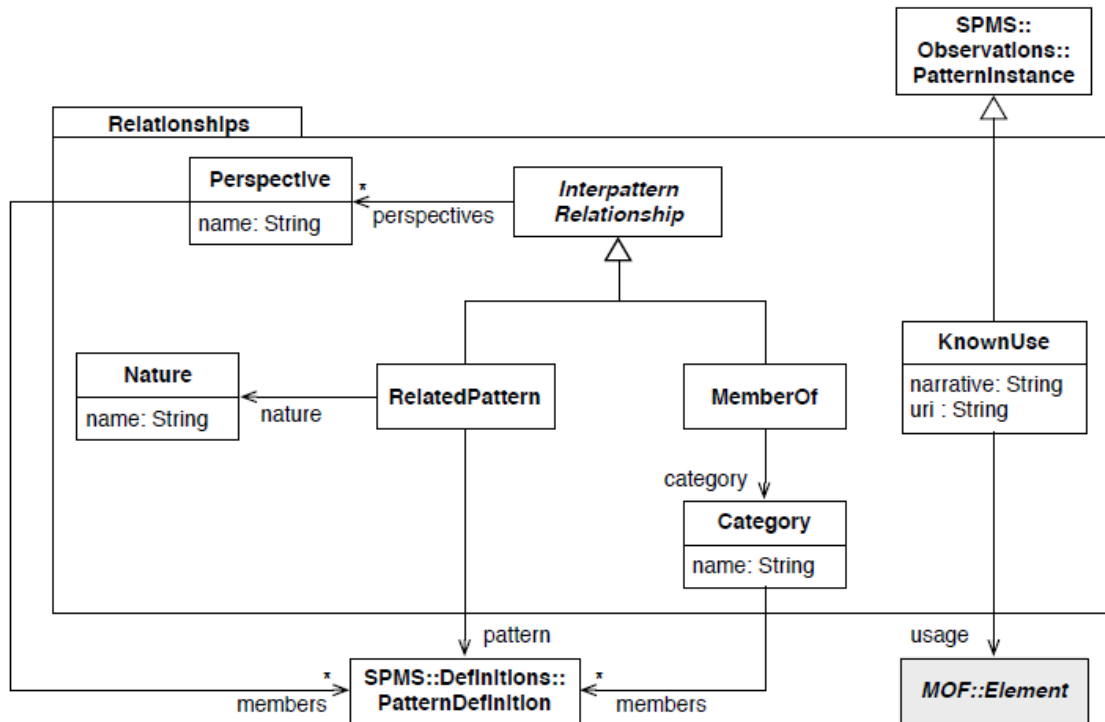 SPMS::
Observations::
PatternInstance
Relationships
Perspective
name: String
*
perspectives
Interpattern
Relationship
Nature
name: String
nature
RelatedPattern
MemberOf
KnownUse
narrative: String
uri : String
category
Category
name: String
pattern
usage
members
*
SPMS::Definitions::
PatternDefinition
*
members
MOF::Element